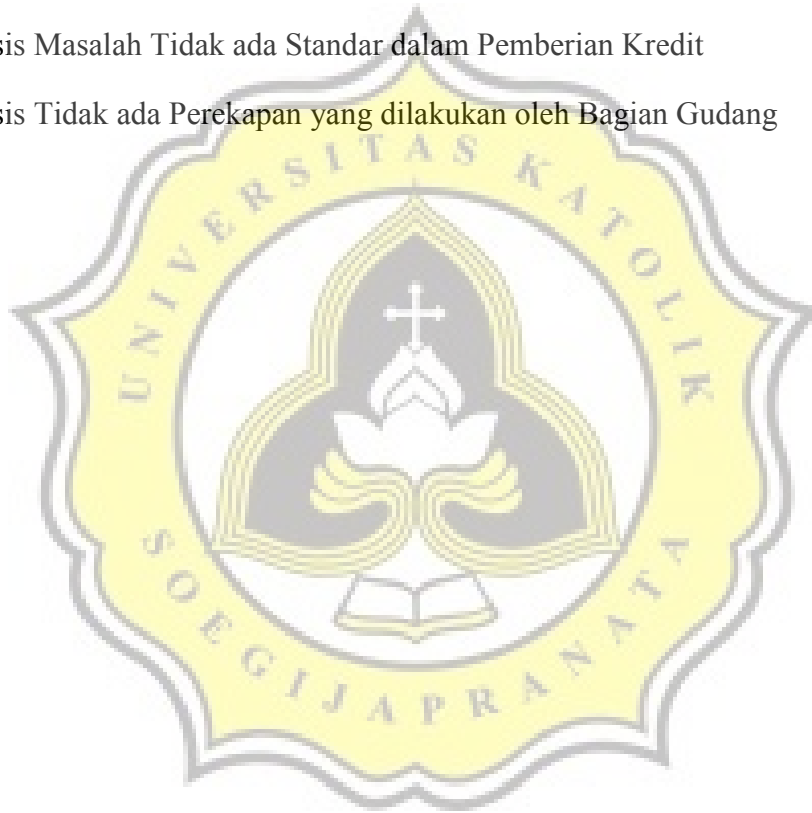 sis Masalah Tidak ada Standar dalam Pemberian Kredit
sis Tidak ada Perekapan yang dilakukan oleh Bagian Gudang
UNIVERSITAS KATOLIK
SOEGIJAPRANATA